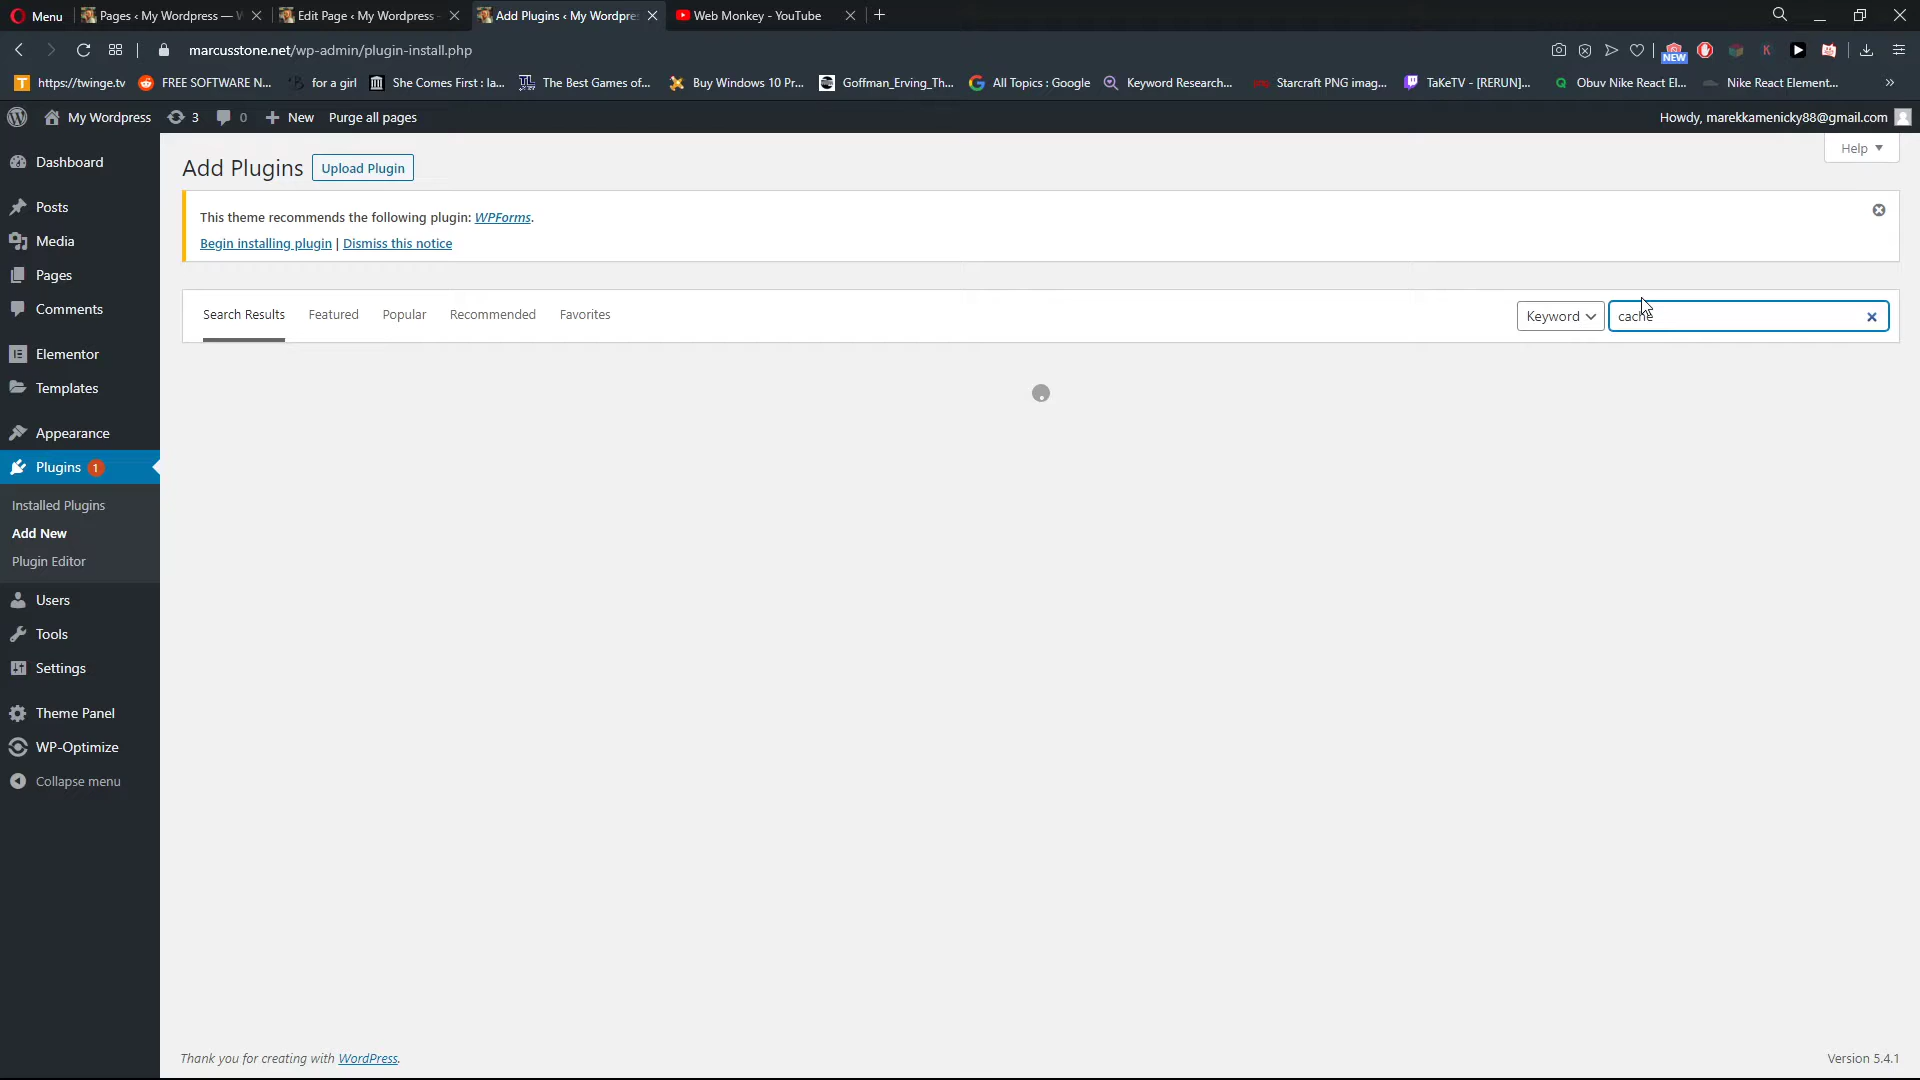 Menu
Pages ‹ My Wordpress — W
Edit Page ‹ My Wordpress -
Add Plugins ‹ My Wordpre
Web Monkey - YouTube
marcusstone.net/wp-admin/plugin-install.php
NEW
https://twinge.tv
FREE SOFTWARE N...
for a girl
She Comes First : la...
The Best Games of...
Buy Windows 10 Pr...
Goffman_Erving_Th...
All Topics : Google
Keyword Research...
Starcraft PNG imag...
TaKeTV - [RERUN]...
Obuv Nike React El...
Nike React Element...
»
My Wordpress
3
0
New
Purge all pages
Howdy, marekkamenicky88@gmail.com
Dashboard
Posts
Media
Pages
Comments
Elementor
Templates
Appearance
Plugins 1
Installed Plugins
Add New
Plugin Editor
Users
Tools
Settings
Theme Panel
WP-Optimize
Collapse menu
Help
Add Plugins
Upload Plugin
This theme recommends the following plugin: WPForms.
Begin installing plugin | Dismiss this notice
Search Results
Featured
Popular
Recommended
Favorites
Keyword
cache
Thank you for creating with WordPress.
Version 5.4.1